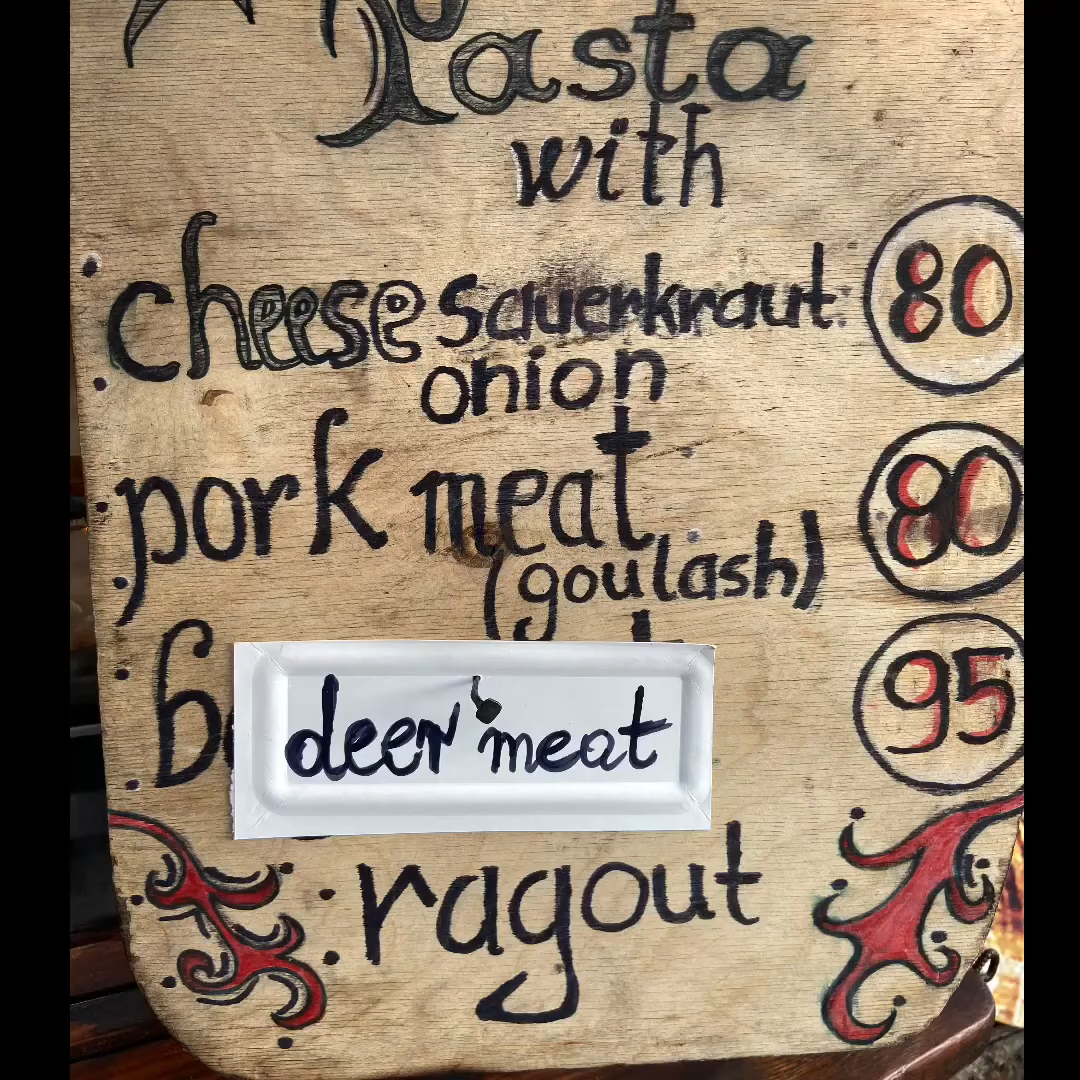 Pasta
with
cheese sauerkraut 80
onion
pork meat 80
(goulash)
deer meat 95
ragout